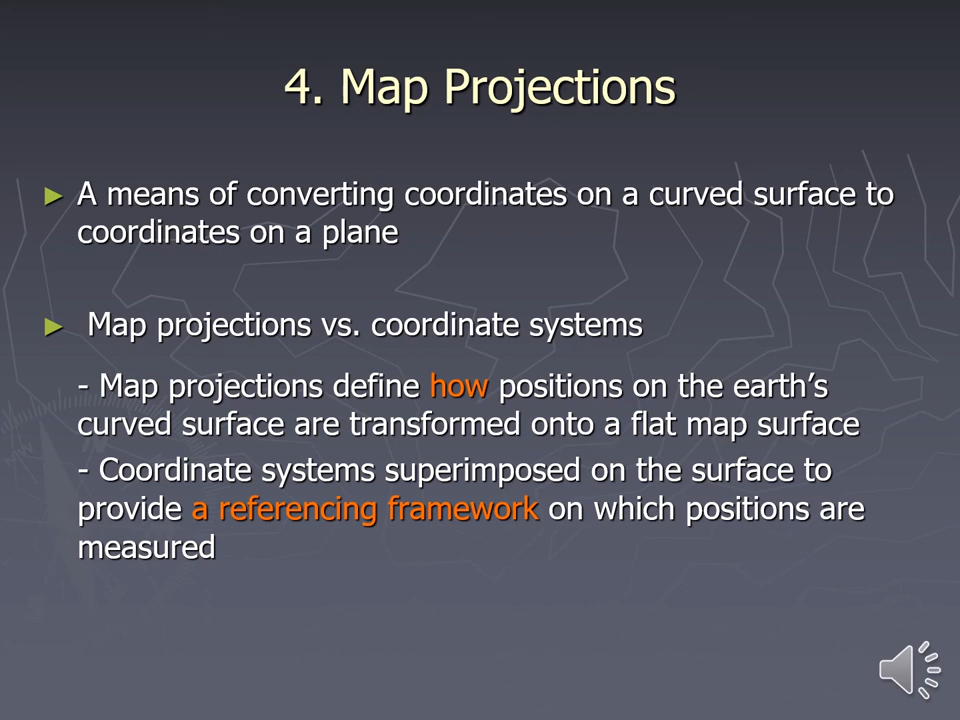 4. Map Projections
► A means of converting coordinates on a curved surface to
coordinates on a plane
► Map projections vs. coordinate systems
- Map projections define how positions on the earth’s
curved surface are transformed onto a flat map surface
- Coordinate systems superimposed on the surface to
provide a referencing framework on which positions are
measured